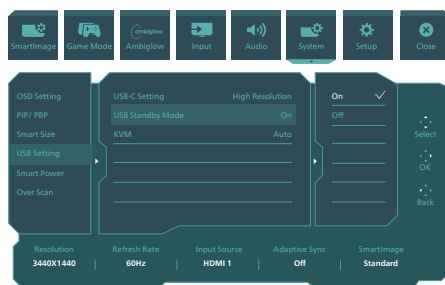 SmartImage
Game Mode
ambiglow
Ambiglow
Input
Audio
System
Setup
Close
OSD Setting
PIP/ PBP
Smart Size
USB Setting
Smart Power
Over Scan
USB-C Setting High Resolution
USB Standby Mode On
KVM Auto
On
Off
Select
OK
Back
Resolution Refresh Rate Input Source Adaptive Sync SmartImage
3440X1440 | 60Hz | HDMI 1 | Off | Standard